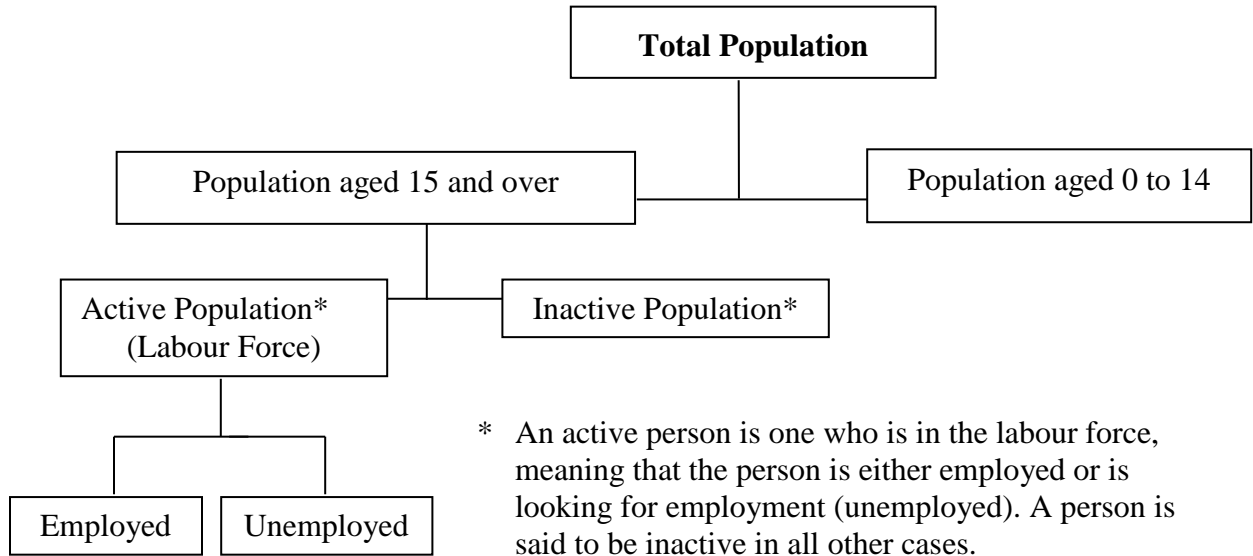 Total Population
Population aged 15 and over
Population aged 0 to 14
Active Population*
(Labour Force)
Inactive Population*
Employed
Unemployed
* An active person is one who is in the labour force,
meaning that the person is either employed or is
looking for employment (unemployed). A person is
said to be inactive in all other cases.